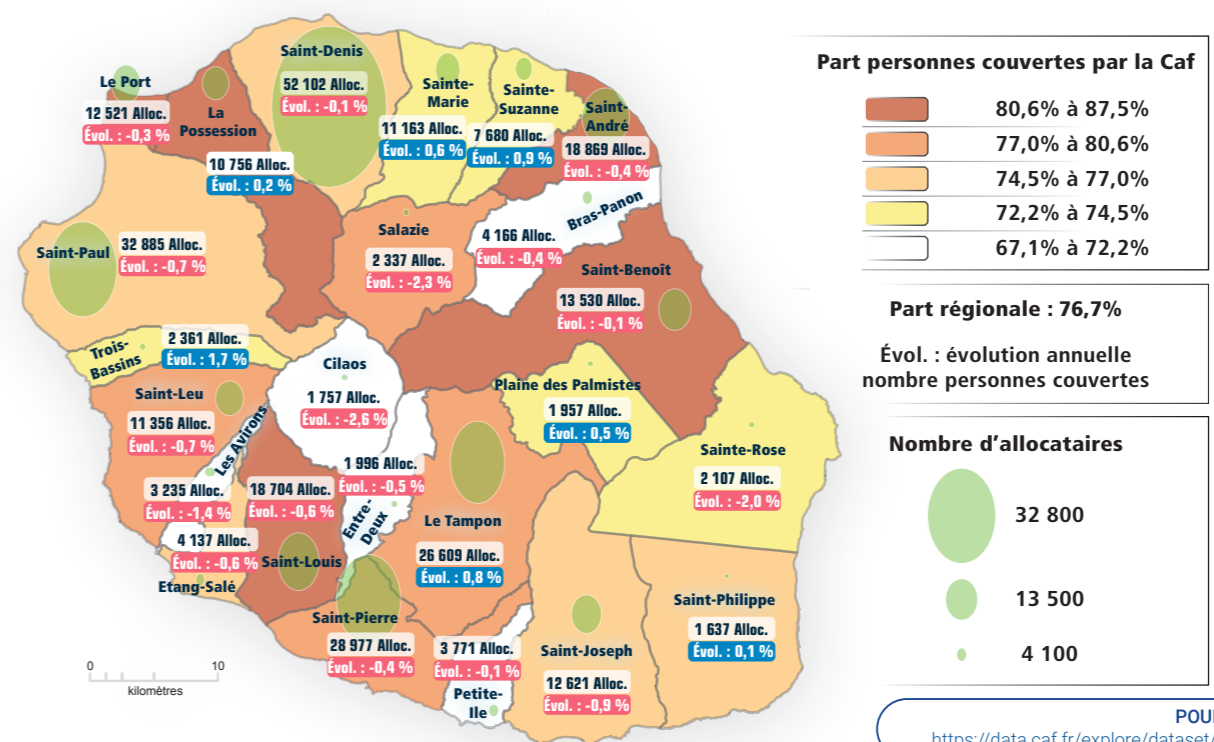 Saint-Denis
52 102 Alloc.
Évol. : -0,1 %
Le Port
12 521 Alloc.
Évol. : -0,3 %
La
Possession
10 756 Alloc.
Évol. : 0,2 %
Sainte-
Marie
11 163 Alloc.
Évol. : 0,6 %
Sainte-
Suzanne
7 680 Alloc.
Évol. : 0,9 %
Saint-
André
18 869 Alloc.
Évol. : -0,4 %
Bras-Panon
4 166 Alloc.
Évol. : -0,4 %
Salazie
2 337 Alloc.
Évol. : -2,3 %
Saint-Paul
32 885 Alloc.
Évol. : -0,7 %
Saint-Benoît
13 530 Alloc.
Évol. : -0,1 %
Trois-
Bassins
2 361 Alloc.
Évol. : 1,7 %
Cilaos
1 757 Alloc.
Évol. : -2,6 %
Plaine des Palmistes
1 957 Alloc.
Évol. : 0,5 %
Saint-Leu
11 356 Alloc.
Évol. : -0,7 %
Les Avirons
3 235 Alloc.
Évol. : -1,4 %
Sainte-Rose
2 107 Alloc.
Évol. : -2,0 %
1 996 Alloc.
Évol. : -0,5 %
Entre-
Deux
18 704 Alloc.
Évol. : -0,6 %
Saint-Louis
Le Tampon
26 609 Alloc.
Évol. : 0,8 %
4 137 Alloc.
Évol. : -0,6 %
Etang-Salé
Saint-Pierre
28 977 Alloc.
Évol. : -0,4 %
3 771 Alloc.
Évol. : -0,1 %
Petite-
Ile
Saint-Joseph
12 621 Alloc.
Évol. : -0,9 %
Saint-Philippe
1 637 Alloc.
Évol. : 0,1 %
0 10
kilomètres
Part personnes couvertes par la Caf
80,6% à 87,5%
77,0% à 80,6%
74,5% à 77,0%
72,2% à 74,5%
67,1% à 72,2%
Part régionale : 76,7%
Évol. : évolution annuelle
nombre personnes couvertes
Nombre d'allocataires
32 800
13 500
4 100
POU
https://data.caf.fr/explore/dataset/